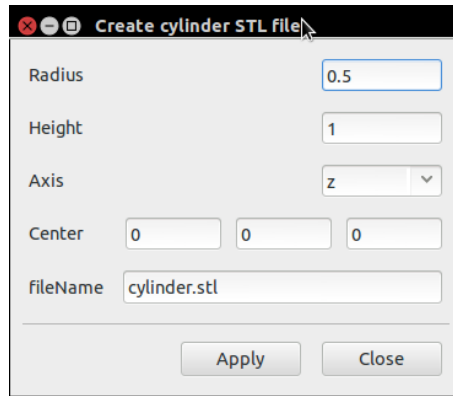 Create cylinder STL file
Radius 0.5
Height 1
Axis z
Center 0 0 0
fileName cylinder.stl
Apply Close